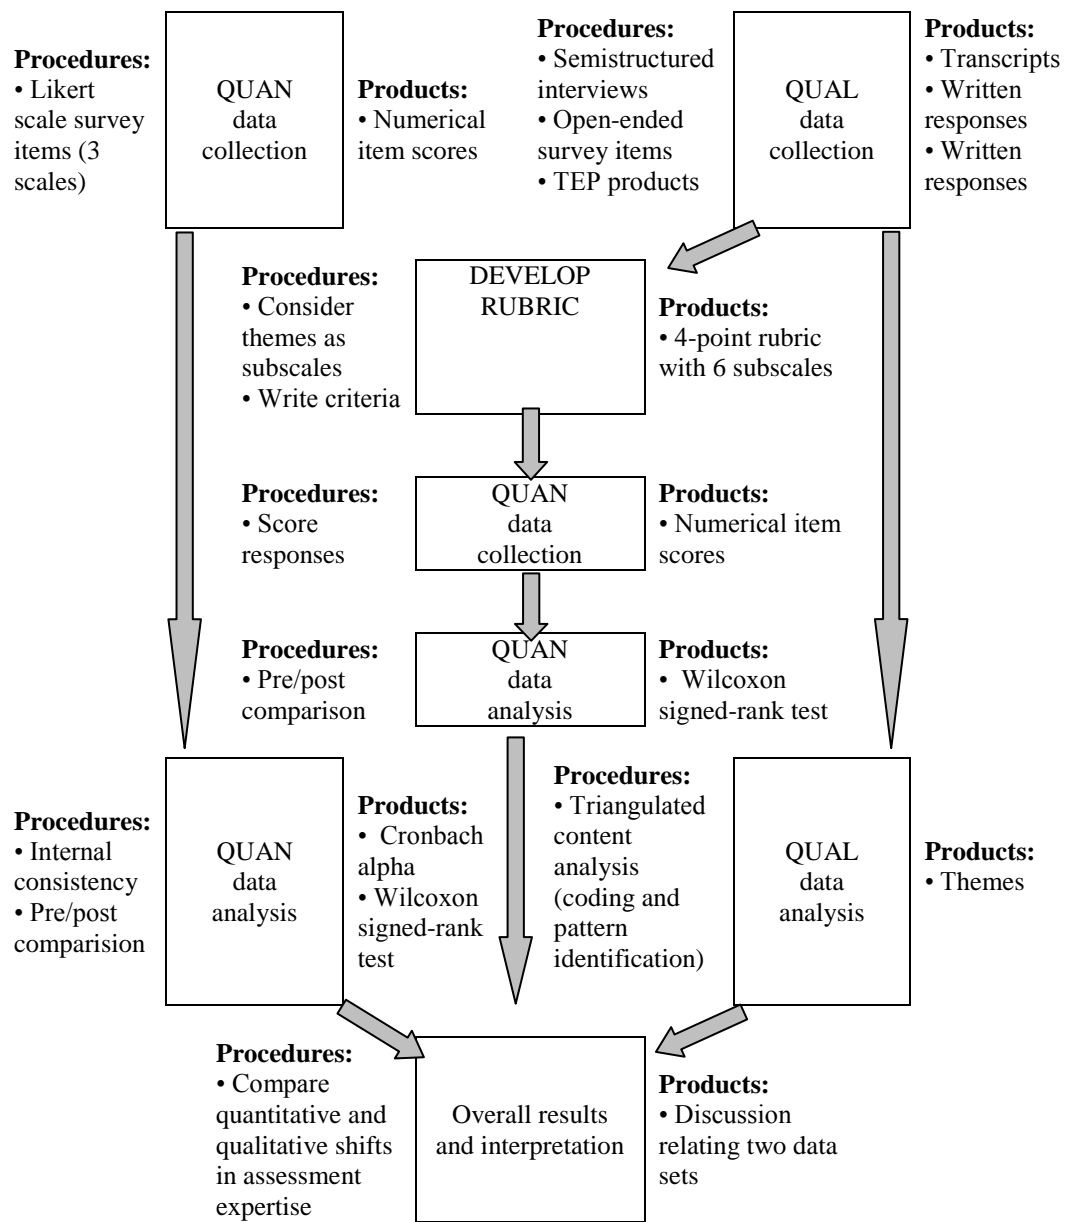 Procedures:
• Likert
scale survey
items (3
scales)
QUAN
data
collection
Products:
• Numerical
item scores
Procedures:
• Semistructured
interviews
• Open-ended
survey items
• TEP products
QUAL
data
collection
Products:
• Transcripts
• Written
responses
• Written
responses
Procedures:
• Consider
themes as
subscales
• Write criteria
DEVELOP
RUBRIC
Products:
• 4-point rubric
with 6 subscales
Procedures:
• Score
responses
QUAN
data
collection
Products:
• Numerical item
scores
Procedures:
• Pre/post
comparison
QUAN
data
analysis
Products:
• Wilcoxon
signed-rank test
Procedures:
• Internal
consistency
• Pre/post
comparision
QUAN
data
analysis
Products:
• Cronbach
alpha
• Wilcoxon
signed-rank
test
Procedures:
• Triangulated
content
analysis
(coding and
pattern
identification)
QUAL
data
analysis
Products:
• Themes
Procedures:
• Compare
quantitative and
qualitative shifts
in assessment
expertise
Overall results
and interpretation
Products:
• Discussion
relating two data
sets